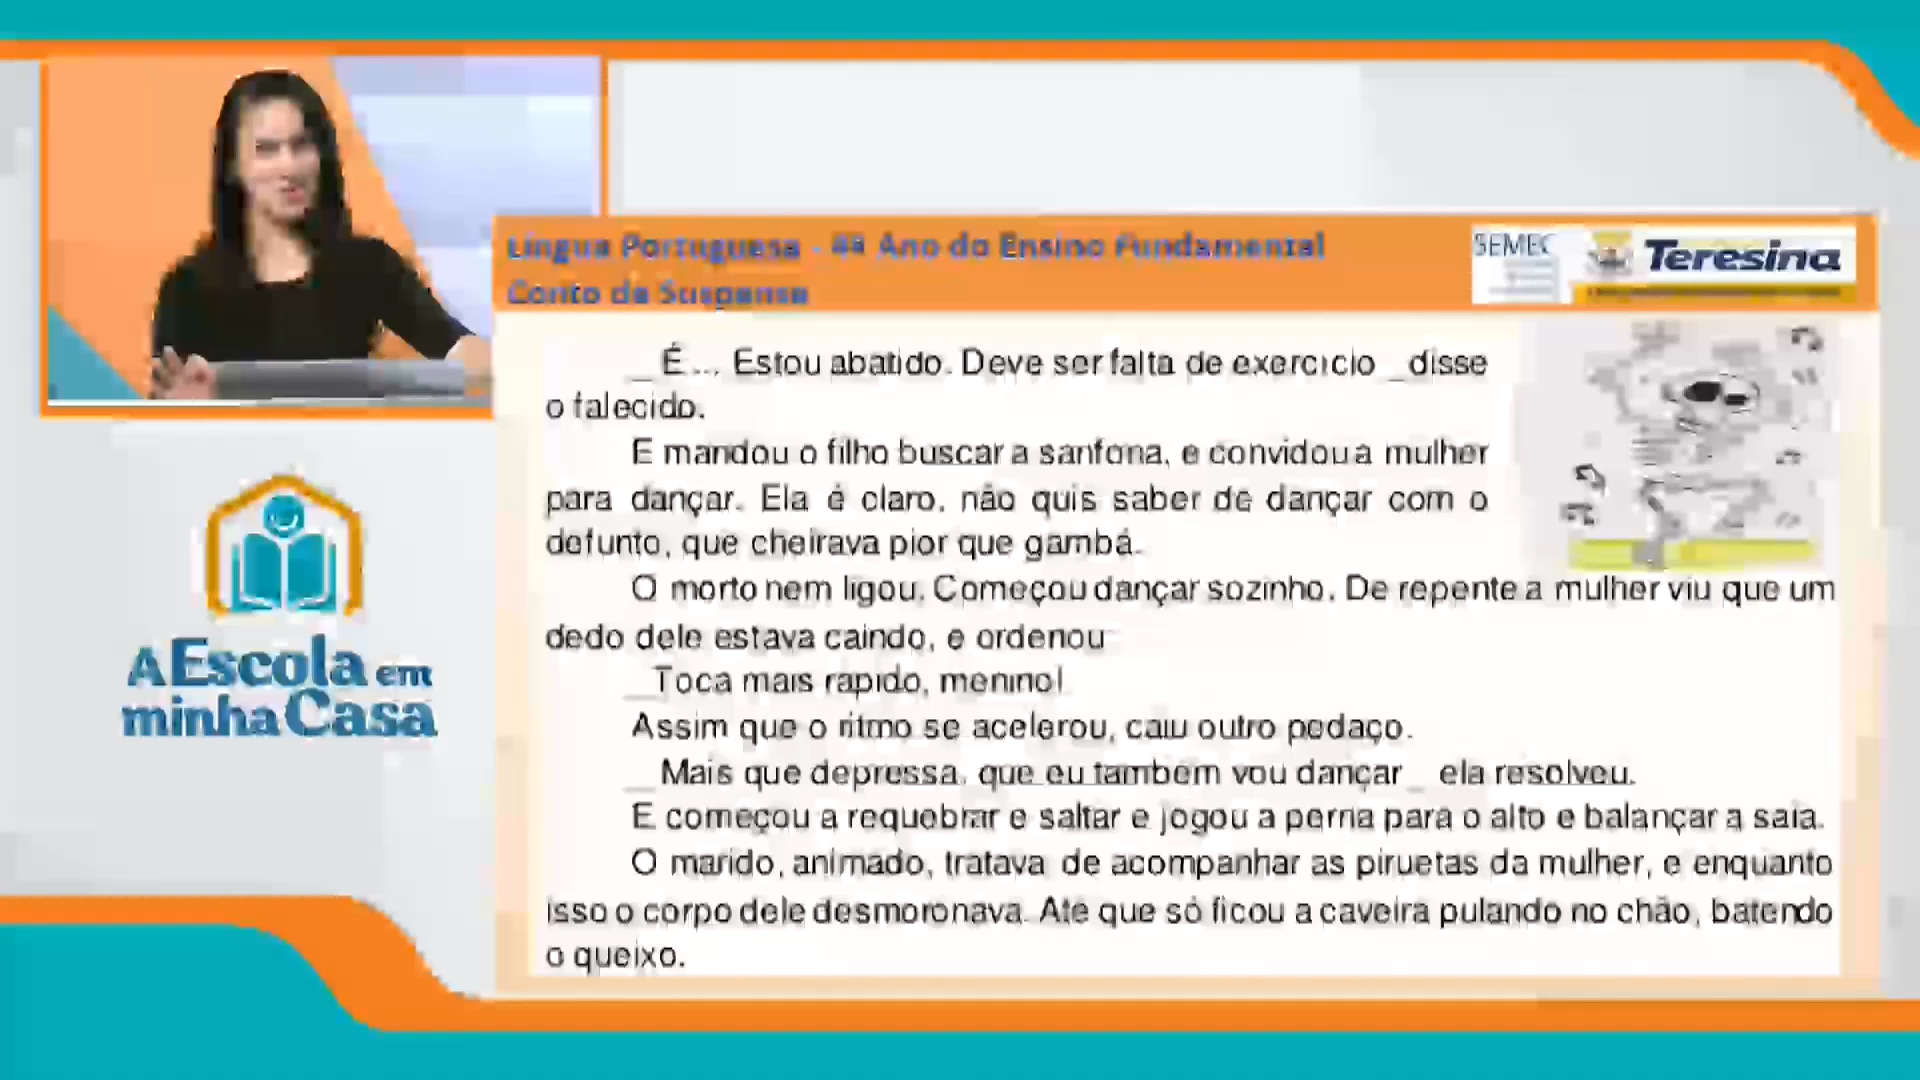 Língua Portuguesa - 4º Ano do Ensino Fundamental
Conto de Suspense
SEMEC
Teresina
_ É ... Estou abatido. Deve ser falta de exercício _ disse
o falecido.
E mandou o filho buscar a sanfona, e convidou a mulher
para dançar. Ela é claro, não quis saber de dançar com o
defunto, que cheirava pior que gambá.
O morto nem ligou. Começou dançar sozinho. De repente a mulher viu que um
dedo dele estava caindo, e ordenou:
_ Toca mais rápido, menino!
Assim que o ritmo se acelerou, caiu outro pedaço.
_ Mais que depressa, que eu também vou dançar _ ela resolveu.
E começou a requebrar e saltar e jogou a perna para o alto e balançar a saia.
O marido, animado, tratava de acompanhar as piruetas da mulher, e enquanto
isso o corpo dele desmoronava. Até que só ficou a caveira pulando no chão, batendo
o queixo.
A Escola em
minha Casa